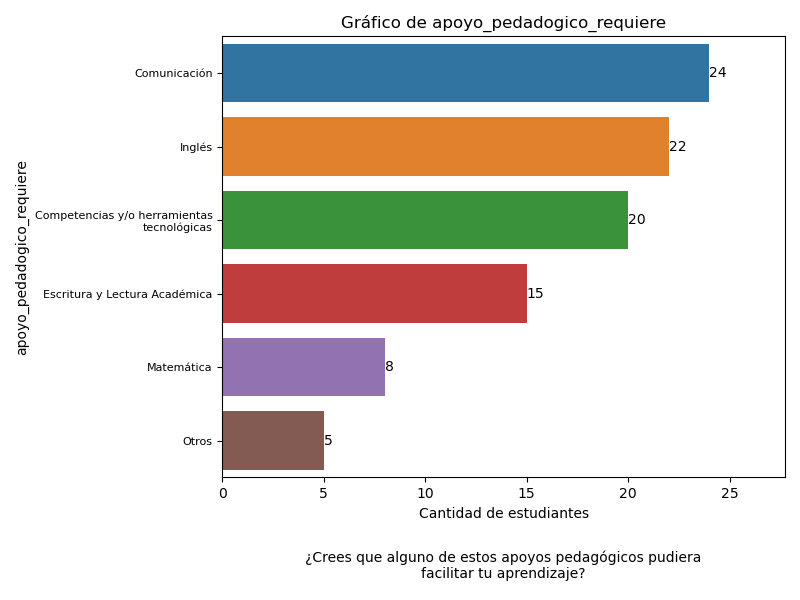 Gráfico de apoyo_pedadogico_requiere
apoyo_pedadogico_requiere
Comunicación
24
Inglés
22
Competencias y/o herramientas
tecnológicas
20
Escritura y Lectura Académica
15
Matemática
8
Otros
5
0 5 10 15 20 25
Cantidad de estudiantes
¿Crees que alguno de estos apoyos pedagógicos pudiera
facilitar tu aprendizaje?